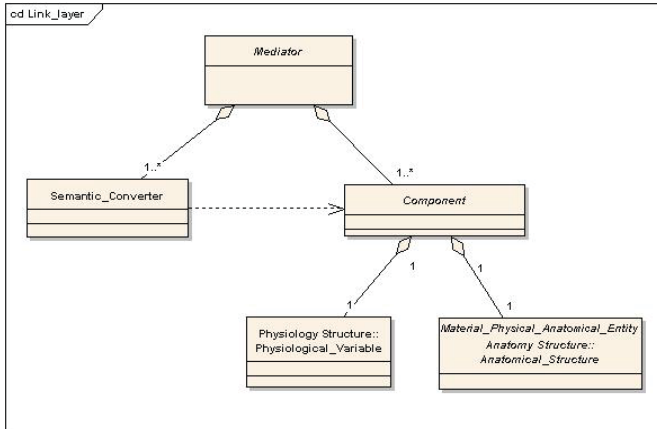 cd Link_layer
Mediator
1..*
1..*
Semantic_Converter
Component
1
1
1
1
Physiology Structure::
Physiological_Variable
Material_Physical_Anatomical_Entity
Anatomy Structure::
Anatomical_Structure